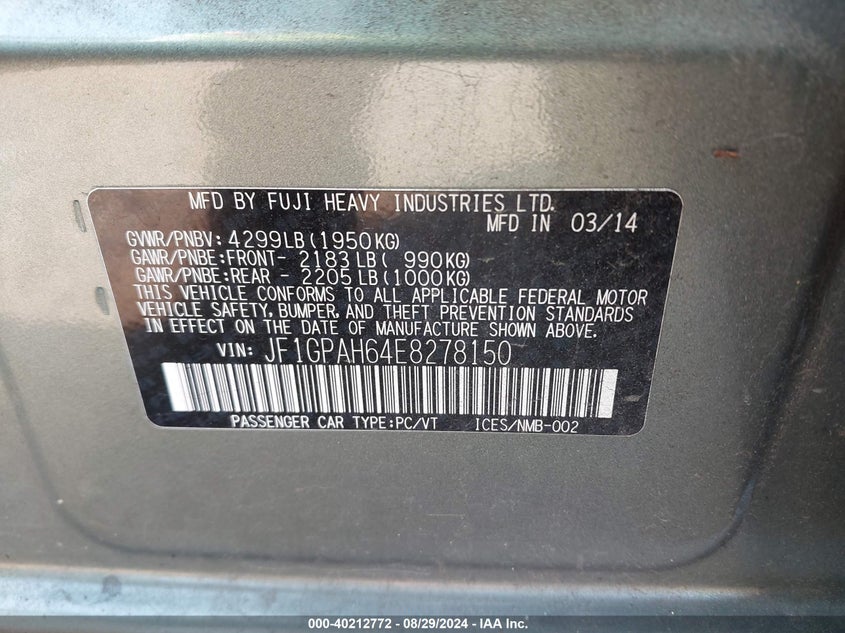 MFD BY FUJI HEAVY INDUSTRIES LTD.
MFD IN 03/14
GVWR/PNBV: 4299LB(1950KG)
GAWR/PNBE:FRONT- 2183LB( 990KG)
GAWR/PNBE:REAR - 2205LB(1000KG)
THIS VEHICLE CONFORMS TO ALL APPLICABLE FEDERAL MOTOR
VEHICLE SAFETY, BUMPER, AND THEFT PREVENTION STANDARDS
IN EFFECT ON THE DATE OF MANUFACTURE SHOWN ABOVE.
VIN: JF1GPAH64E8278150
PASSENGER CAR TYPE:PC/VT ICES/NMB-002
000-40212772 - 08/29/2024 - IAA Inc.